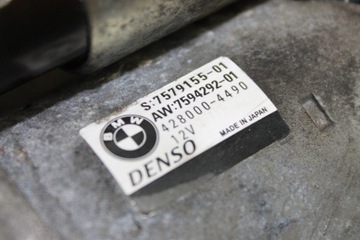 S:7579155-01
AW:7594292-01
428000-4490
12V
MADE IN JAPAN
BMW
DENSO